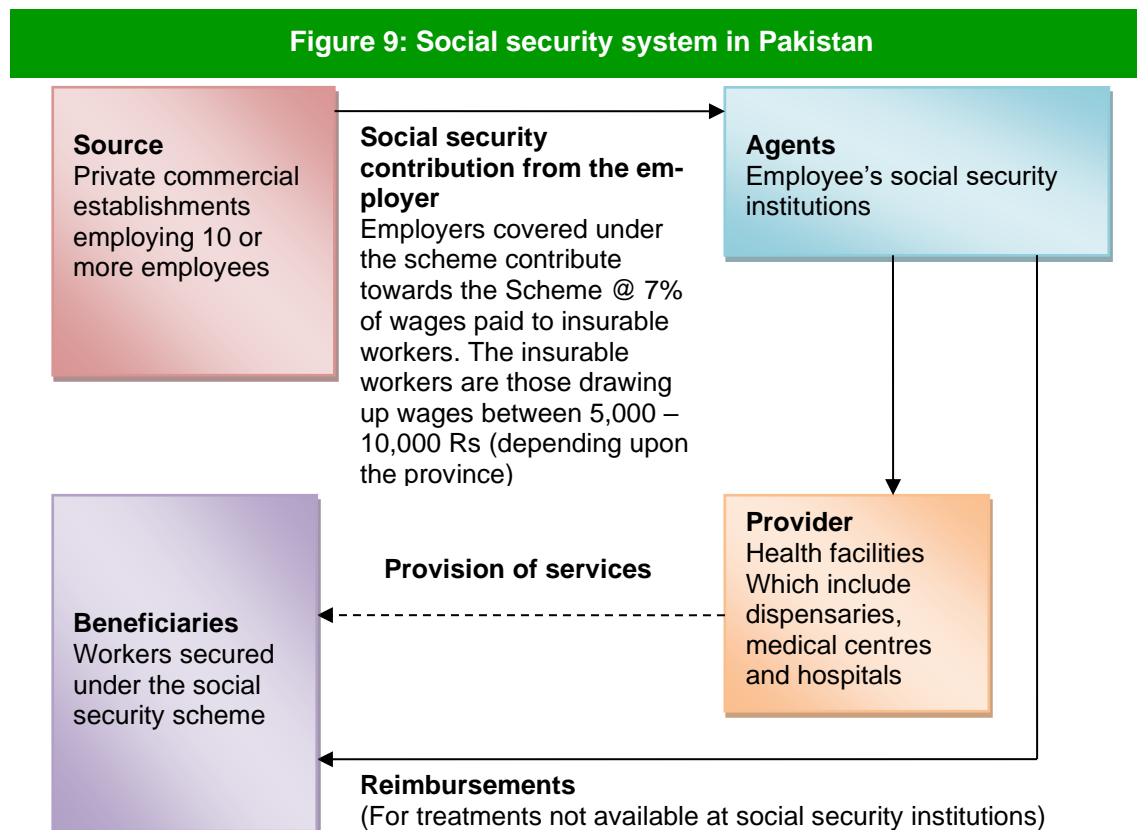 Figure 9: Social security system in Pakistan
Source
Private commercial
establishments
employing 10 or
more employees
Social security
contribution from the em-
ployer
Employers covered under
the scheme contribute
towards the Scheme @ 7%
of wages paid to insurable
workers. The insurable
workers are those drawing
up wages between 5,000 –
10,000 Rs (depending upon
the province)
Agents
Employee's social security
institutions
Provider
Health facilities
Which include
dispensaries,
medical centres
and hospitals
Provision of services
Beneficiaries
Workers secured
under the social
security scheme
Reimbursements
(For treatments not available at social security institutions)